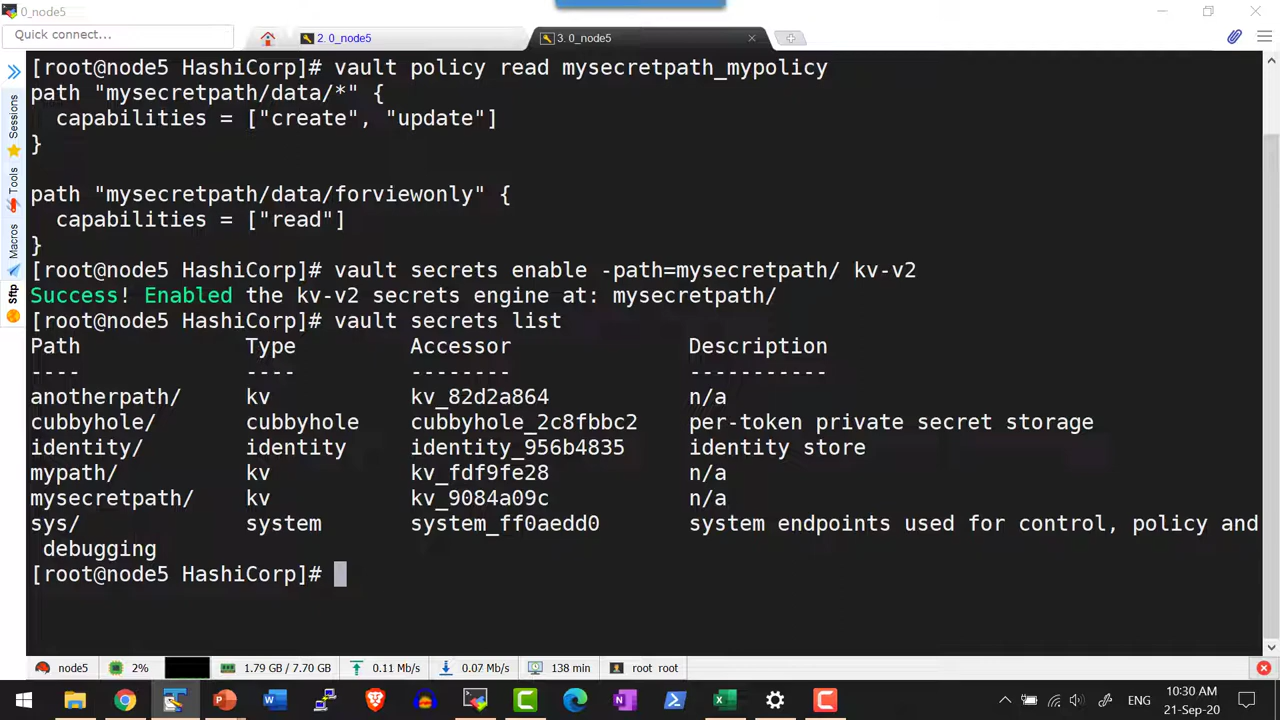 0_node5
Quick connect...
2. 0_node5
3. 0_node5
[root@node5 HashiCorp]# vault policy read mysecretpath_mypolicy
path "mysecretpath/data/*" {
  capabilities = ["create", "update"]
}
path "mysecretpath/data/forviewonly" {
  capabilities = ["read"]
}
[root@node5 HashiCorp]# vault secrets enable -path=mysecretpath/ kv-v2
Success! Enabled the kv-v2 secrets engine at: mysecretpath/
[root@node5 HashiCorp]# vault secrets list
Path Type Accessor Description
---- ---- -------- -----------
anotherpath/ kv kv_82d2a864 n/a
cubbyhole/ cubbyhole cubbyhole_2c8fbbc2 per-token private secret storage
identity/ identity identity_956b4835 identity store
mypath/ kv kv_fdf9fe28 n/a
mysecretpath/ kv kv_9084a09c n/a
sys/ system system_ff0aedd0 system endpoints used for control, policy and
 debugging
[root@node5 HashiCorp]#
Sessions
Tools
Macros
Sftp
node5 2% 1.79 GB / 7.70 GB 0.11 Mb/s 0.07 Mb/s 138 min root root
ENG
10:30 AM
21-Sep-20